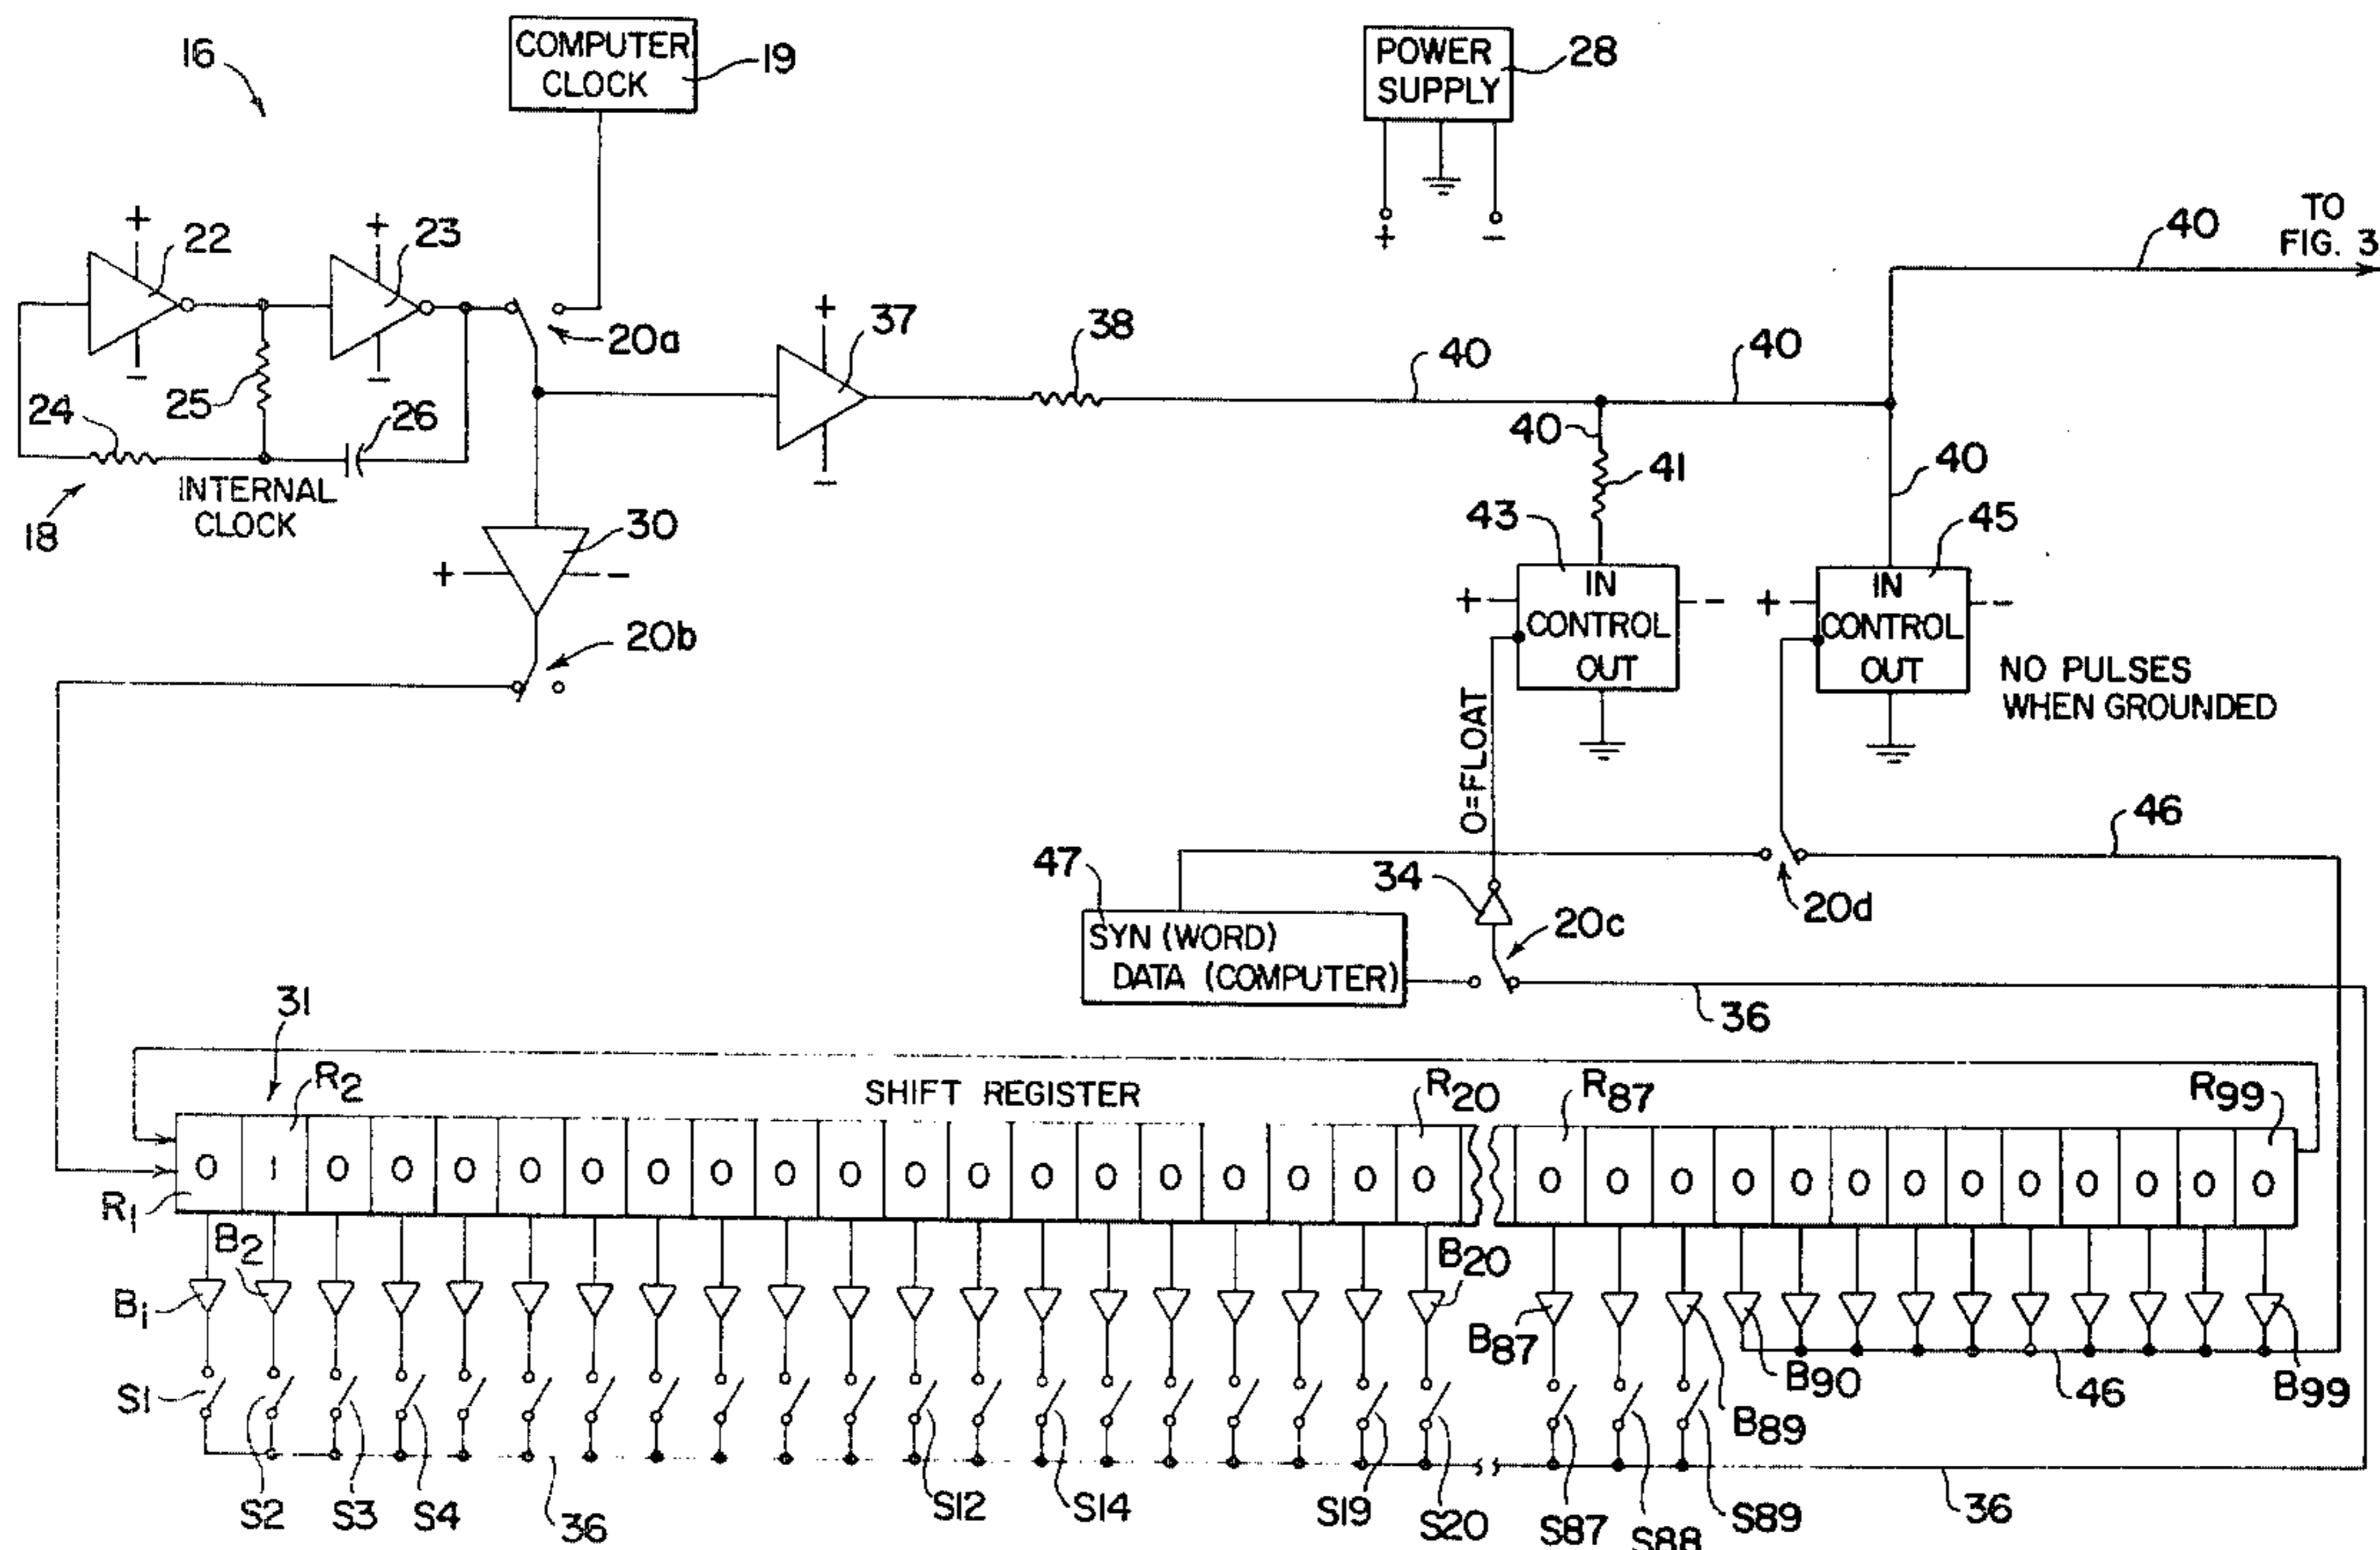 16
COMPUTER
CLOCK
19
POWER
SUPPLY
28
+
−
40
TO
FIG. 3
+
22
−
+
23
−
20a
+
37
−
38
40
40
25
24
26
INTERNAL
CLOCK
18
40
41
40
30
+
−
43
IN
CONTROL
OUT
+
−
45
IN
CONTROL
OUT
+
−
NO PULSES
WHEN GROUNDED
20b
O=FLOAT
46
47
34
20c
20d
SYN (WORD)
DATA (COMPUTER)
36
31
R2
SHIFT REGISTER
R20
R87
R99
0 1 0 0 0 0 0 0 0 0 0 0 0 0 0 0 0 0 0 0 0 0 0 0 0 0 0 0 0 0 0 0 0
R1
B2
B20
B1
B87
B90
46
B99
S1
B89
S2
S3
S4
36
S12
S14
S19
S20
S87
S88
S89
36